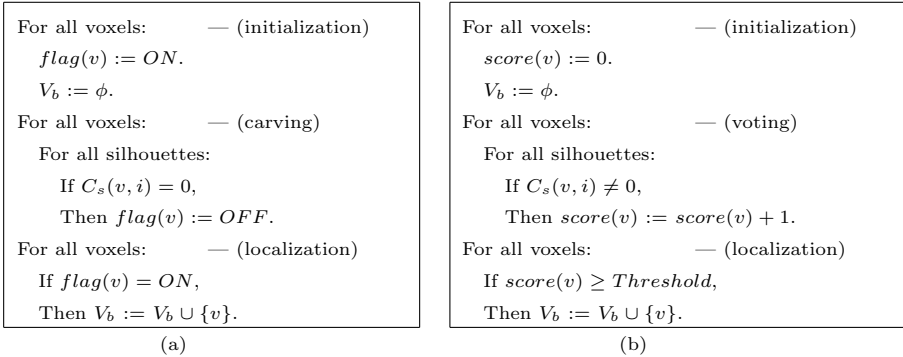 For all voxels: — (initialization)
flag(v) := ON.
V_b := ϕ.
For all voxels: — (carving)
For all silhouettes:
If C_s(v, i) = 0,
Then flag(v) := OFF.
For all voxels: — (localization)
If flag(v) = ON,
Then V_b := V_b ∪ {v}.
(a)
For all voxels: — (initialization)
score(v) := 0.
V_b := ϕ.
For all voxels: — (voting)
For all silhouettes:
If C_s(v, i) ≠ 0,
Then score(v) := score(v) + 1.
For all voxels: — (localization)
If score(v) ≥ Threshold,
Then V_b := V_b ∪ {v}.
(b)